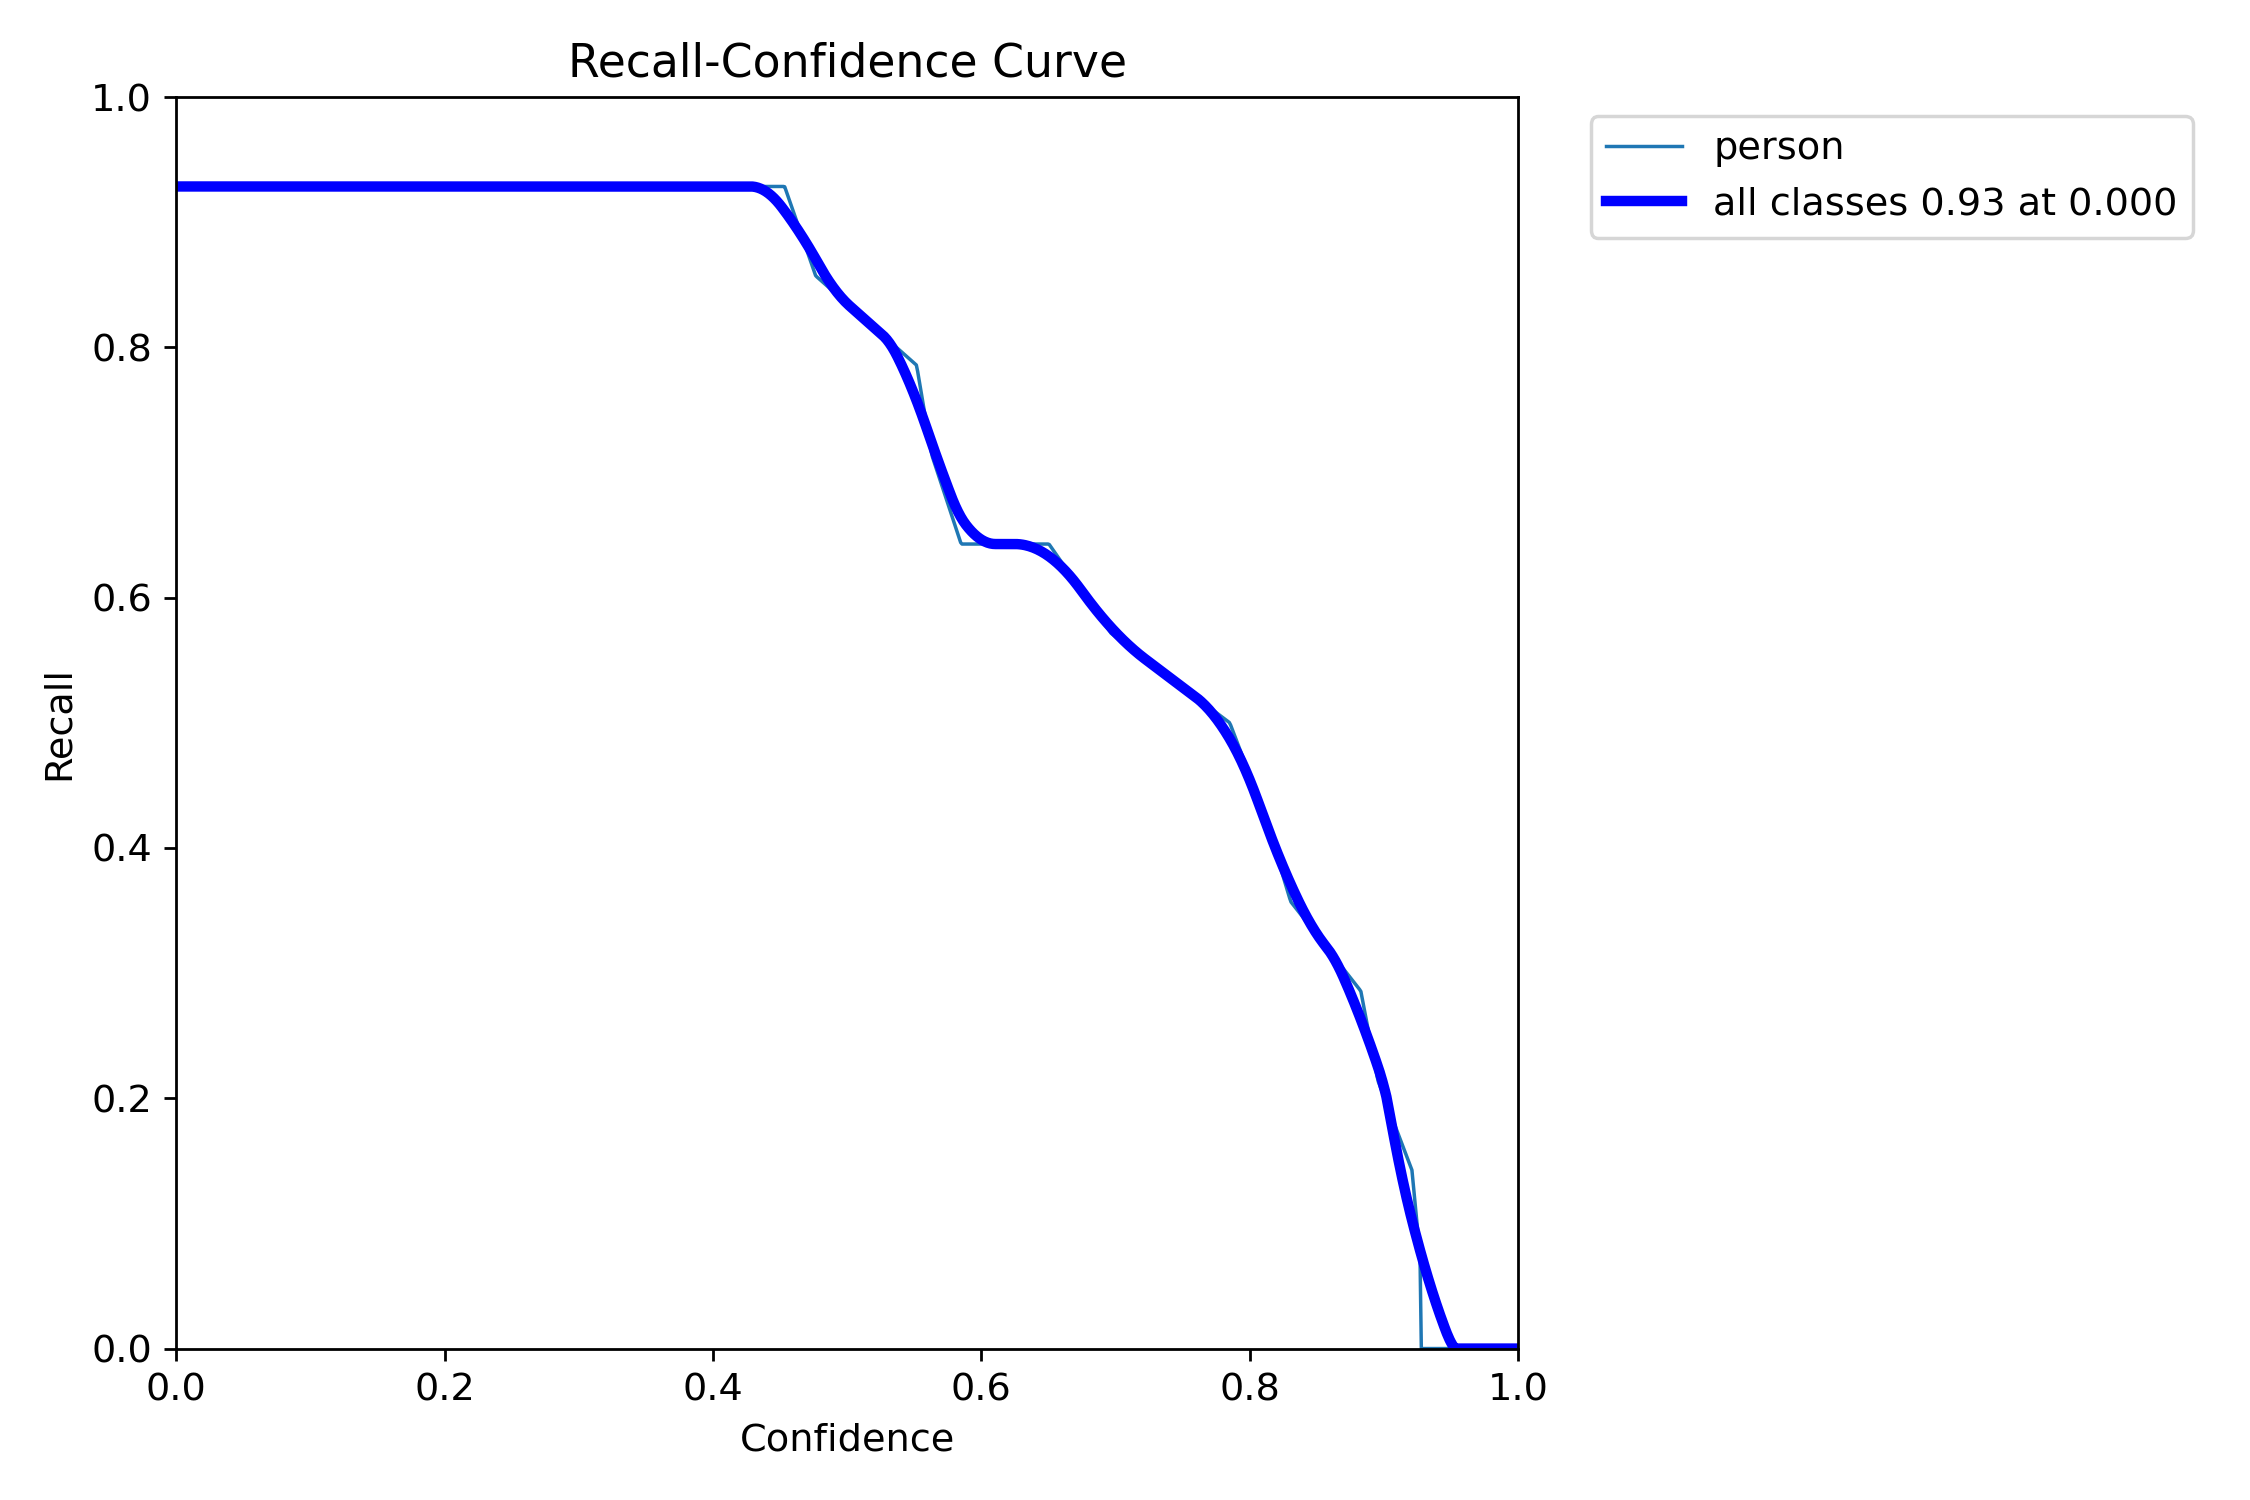 Recall-Confidence Curve
1.0
0.8
0.6
0.4
0.2
0.0
Recall
0.0 0.2 0.4 0.6 0.8 1.0
Confidence
person
all classes 0.93 at 0.000